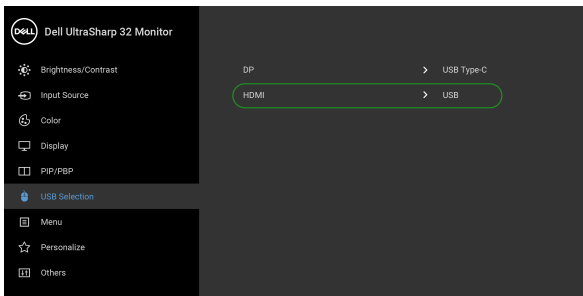 DELL Dell UltraSharp 32 Monitor
Brightness/Contrast
Input Source
Color
Display
PIP/PBP
USB Selection
Menu
Personalize
Others
DP > USB Type-C
HDMI > USB